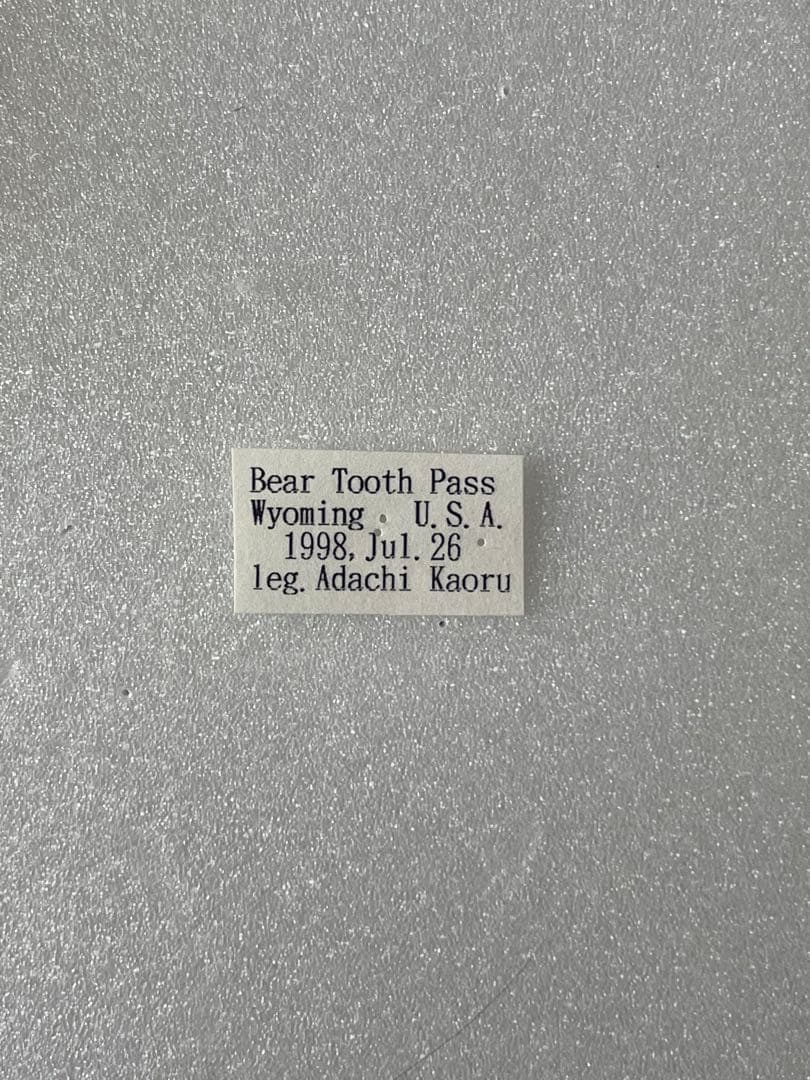 Bear Tooth Pass
Wyoming U.S.A.
1998, Jul. 26
leg. Adachi Kaoru